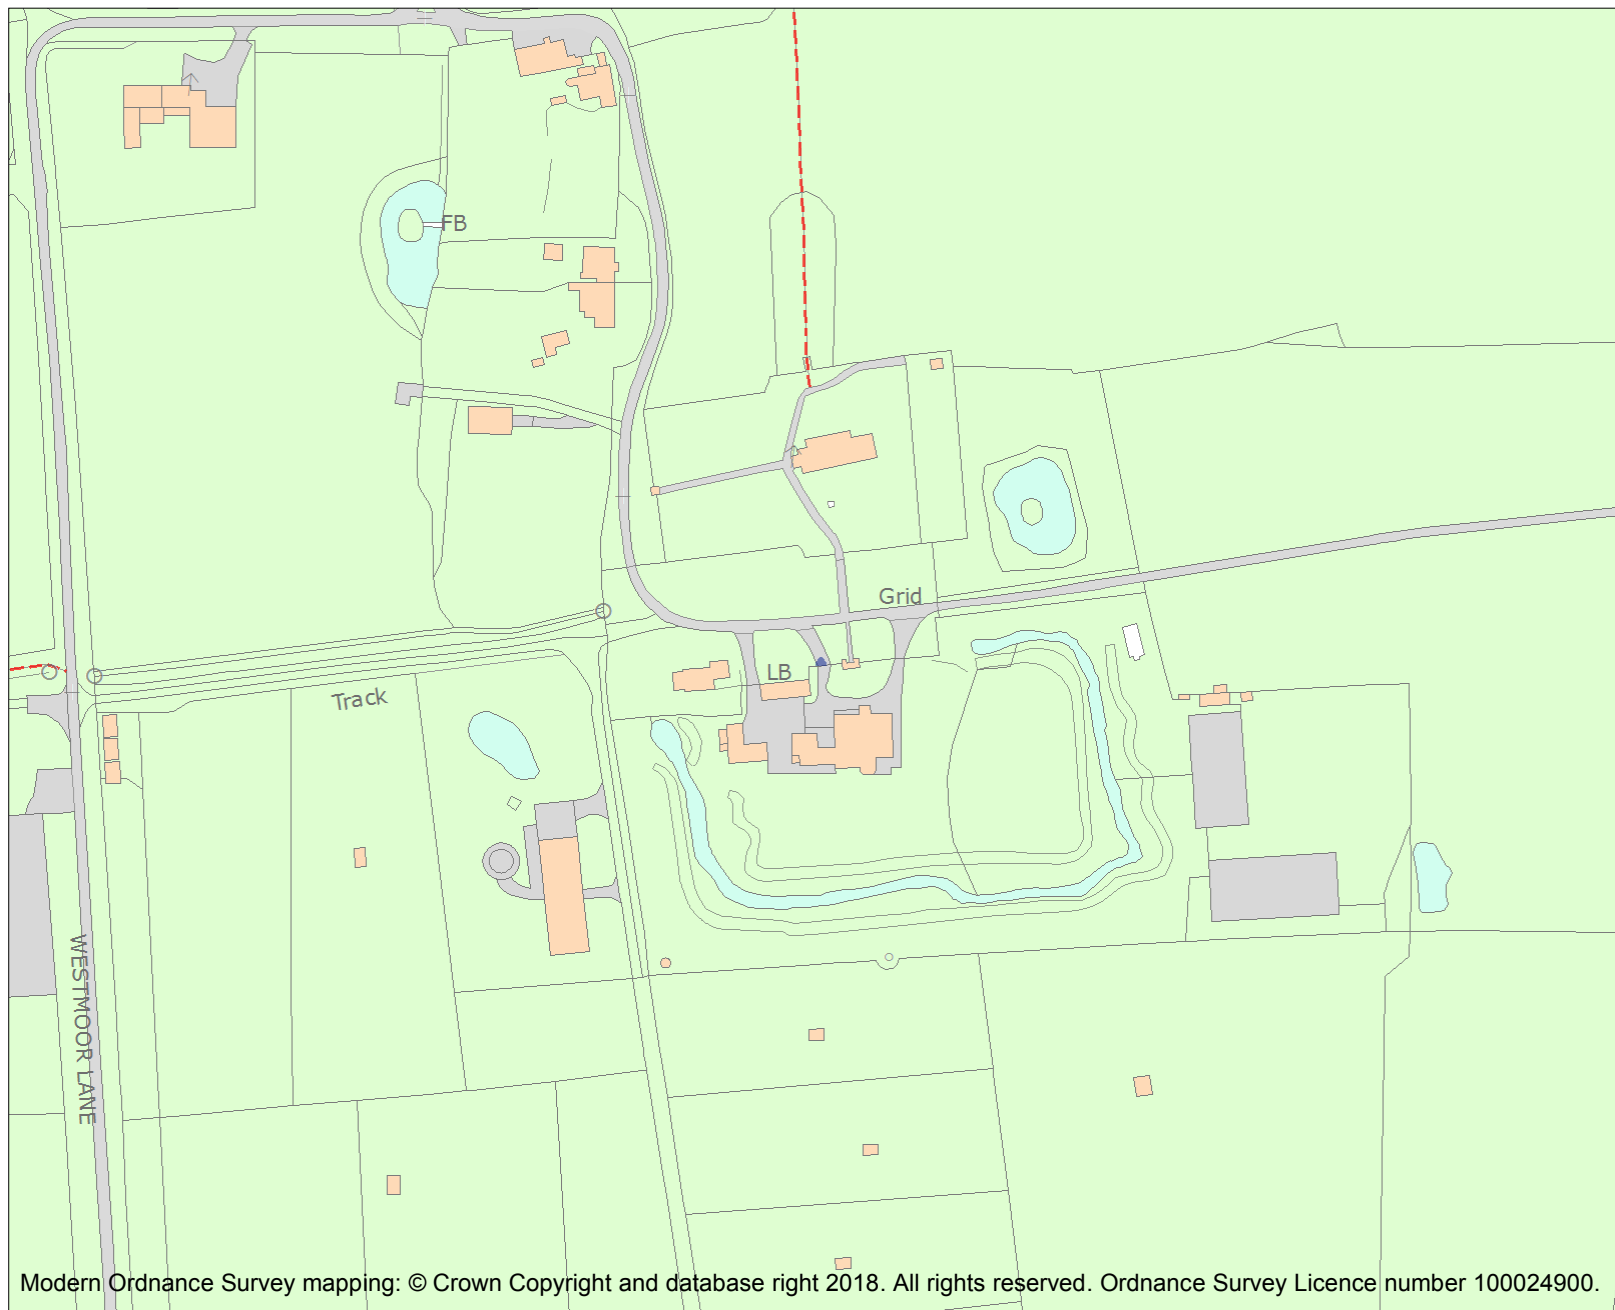 FB
Grid
LB
Track
WESTMOOR LANE
Modern Ordnance Survey mapping: © Crown Copyright and database right 2018. All rights reserved. Ordnance Survey Licence number 100024900.